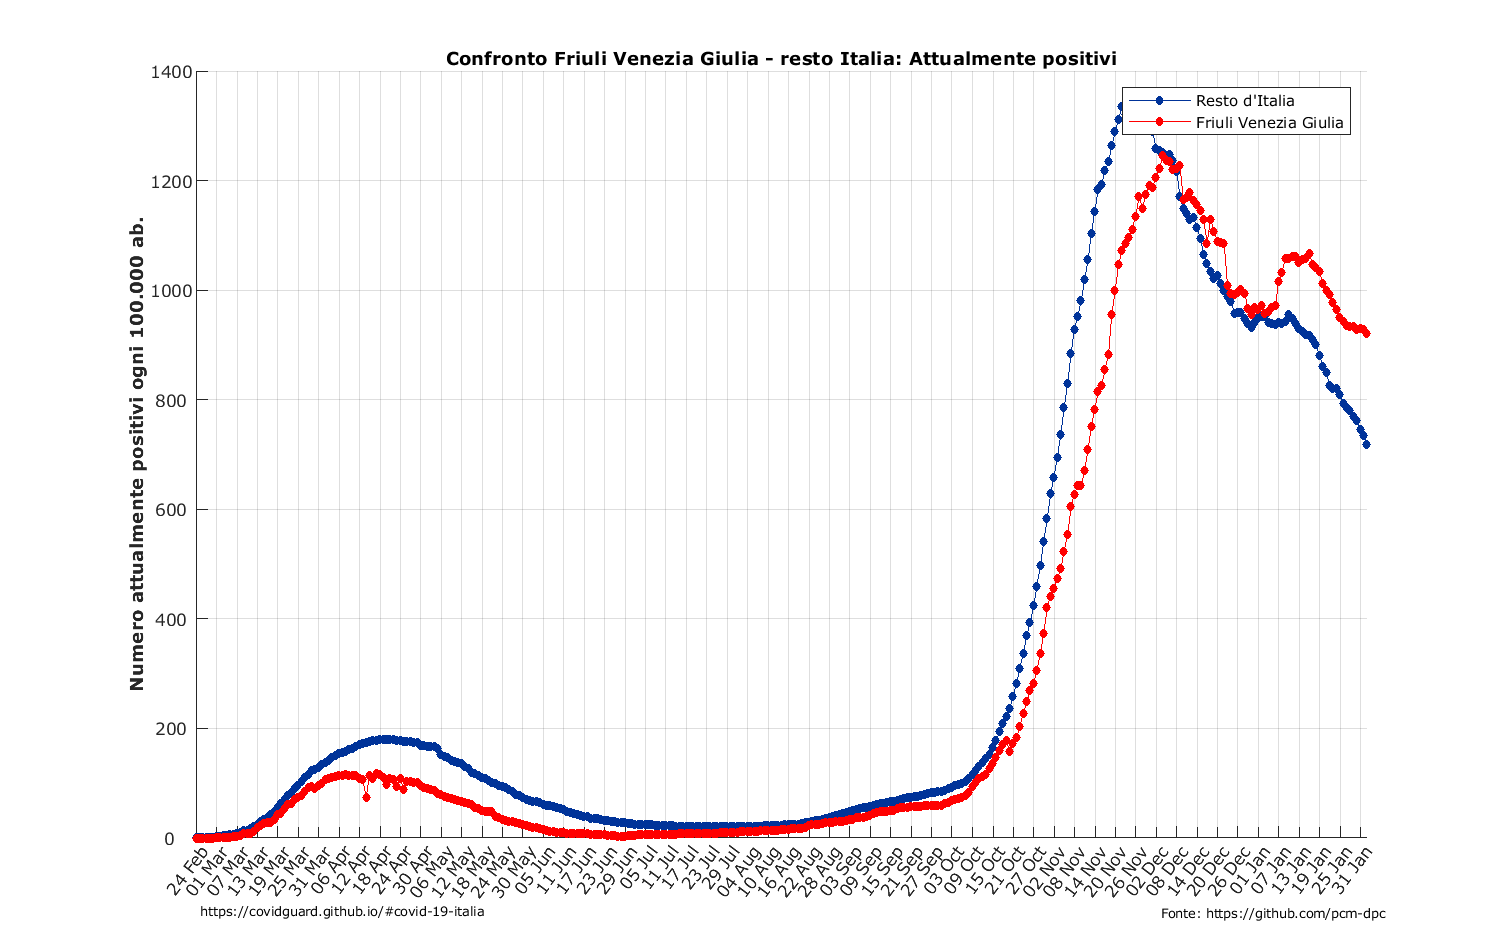 Confronto Friuli Venezia Giulia - resto Italia: Attualmente positivi
Numero attualmente positivi ogni 100.000 ab.
1400
1200
1000
800
600
400
200
0
Resto d'Italia
Friuli Venezia Giulia
24 Feb
01 Mar
07 Mar
13 Mar
19 Mar
25 Mar
31 Mar
06 Apr
12 Apr
18 Apr
24 Apr
30 Apr
06 May
12 May
18 May
24 May
30 May
05 Jun
11 Jun
17 Jun
23 Jun
29 Jun
05 Jul
11 Jul
17 Jul
23 Jul
29 Jul
04 Aug
10 Aug
16 Aug
22 Aug
28 Aug
03 Sep
09 Sep
15 Sep
21 Sep
27 Sep
03 Oct
09 Oct
15 Oct
21 Oct
27 Oct
02 Nov
08 Nov
14 Nov
20 Nov
26 Nov
02 Dec
08 Dec
14 Dec
20 Dec
26 Dec
01 Jan
07 Jan
13 Jan
19 Jan
25 Jan
31 Jan
https://covidguard.github.io/#covid-19-italia
Fonte: https://github.com/pcm-dpc